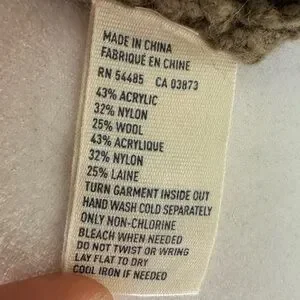 MADE IN CHINA
FABRIQUÉ EN CHINE
RN 54485 CA 03873
43% ACRYLIC
32% NYLON
25% WOOL
43% ACRYLIQUE
32% NYLON
25% LAINE
TURN GARMENT INSIDE OUT
HAND WASH COLD SEPARATELY
ONLY NON-CHLORINE
BLEACH WHEN NEEDED
DO NOT TWIST OR WRING
LAY FLAT TO DRY
COOL IRON IF NEEDED